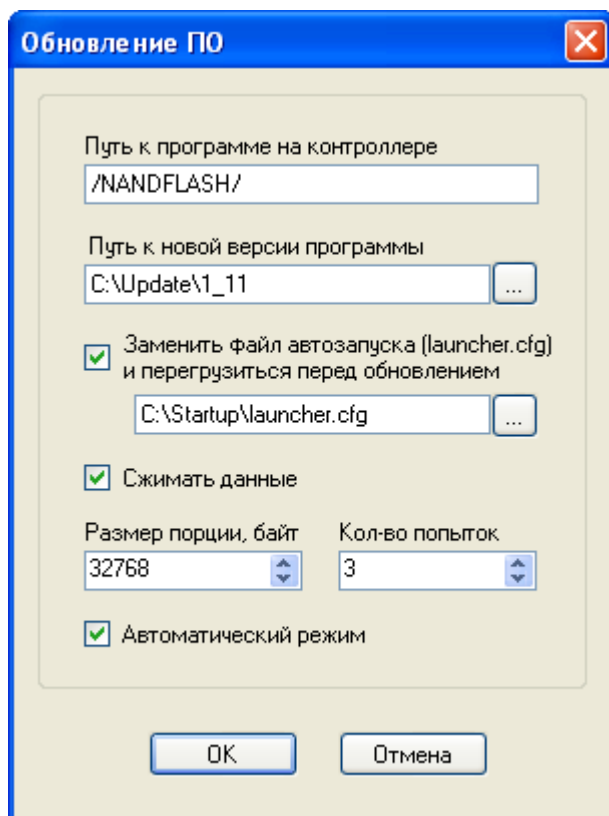 Обновление ПО
Путь к программе на контроллере
/NANDFLASH/
Путь к новой версии программы
C:\Update\1_11
...
Заменить файл автозапуска (launcher.cfg)
и перегрузиться перед обновлением
C:\Startup\launcher.cfg
...
Сжимать данные
Размер порции, байт
Кол-во попыток
32768
3
Автоматический режим
OK
Отмена